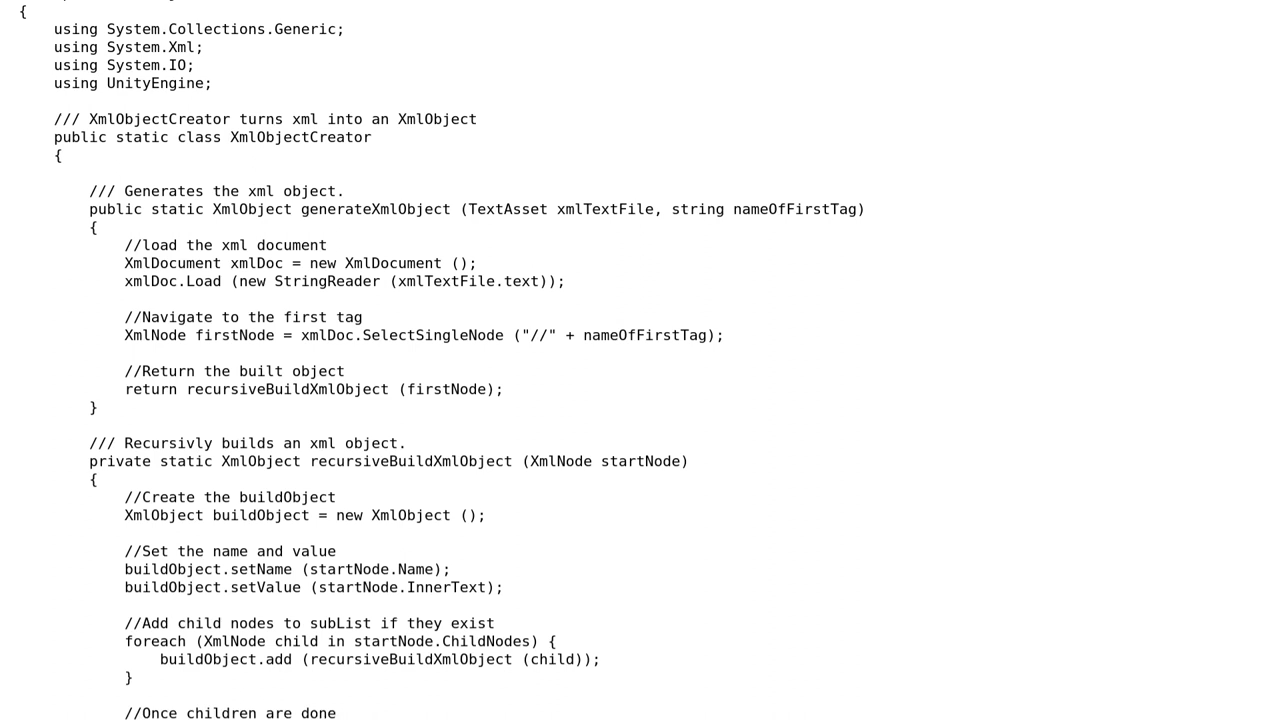 {
    using System.Collections.Generic;
    using System.Xml;
    using System.IO;
    using UnityEngine;

    /// XmlObjectCreator turns xml into an XmlObject
    public static class XmlObjectCreator
    {

        /// Generates the xml object.
        public static XmlObject generateXmlObject (TextAsset xmlTextFile, string nameOfFirstTag)
        {
            //load the xml document
            XmlDocument xmlDoc = new XmlDocument ();
            xmlDoc.Load (new StringReader (xmlTextFile.text));

            //Navigate to the first tag
            XmlNode firstNode = xmlDoc.SelectSingleNode ("//" + nameOfFirstTag);

            //Return the built object
            return recursiveBuildXmlObject (firstNode);
        }

        /// Recursivly builds an xml object.
        private static XmlObject recursiveBuildXmlObject (XmlNode startNode)
        {
            //Create the buildObject
            XmlObject buildObject = new XmlObject ();

            //Set the name and value
            buildObject.setName (startNode.Name);
            buildObject.setValue (startNode.InnerText);

            //Add child nodes to subList if they exist
            foreach (XmlNode child in startNode.ChildNodes) {
                buildObject.add (recursiveBuildXmlObject (child));
            }

            //Once children are done